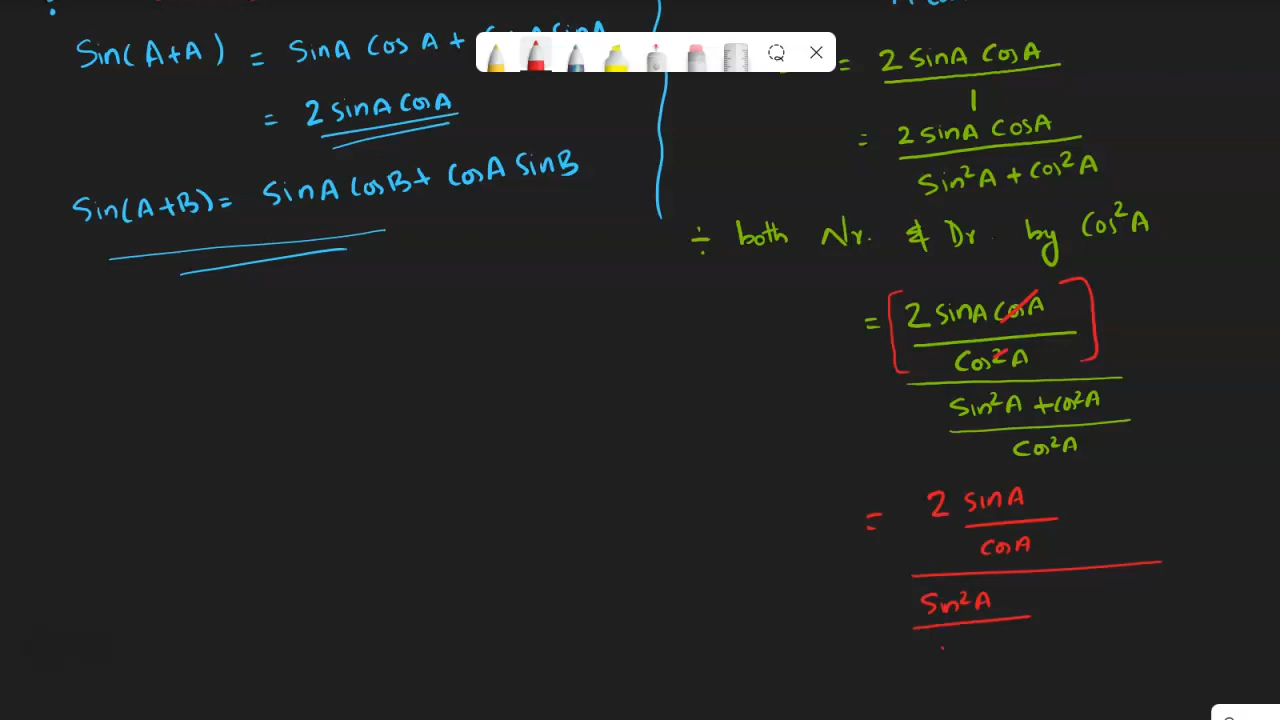 Sin(A+A) = SinA CosA +
= 2 SinA CosA
Sin(A+B) = SinA CosB + CosA SinB
= 2 SinA CosA
1
= 2 SinA CosA
Sin²A + Cos²A
÷ both Nr. & Dr. by Cos²A
= [ 2 SinA CosA
Cos²A ]
Sin²A + Cos²A
Cos²A
= 2 SinA
CosA
Sin²A